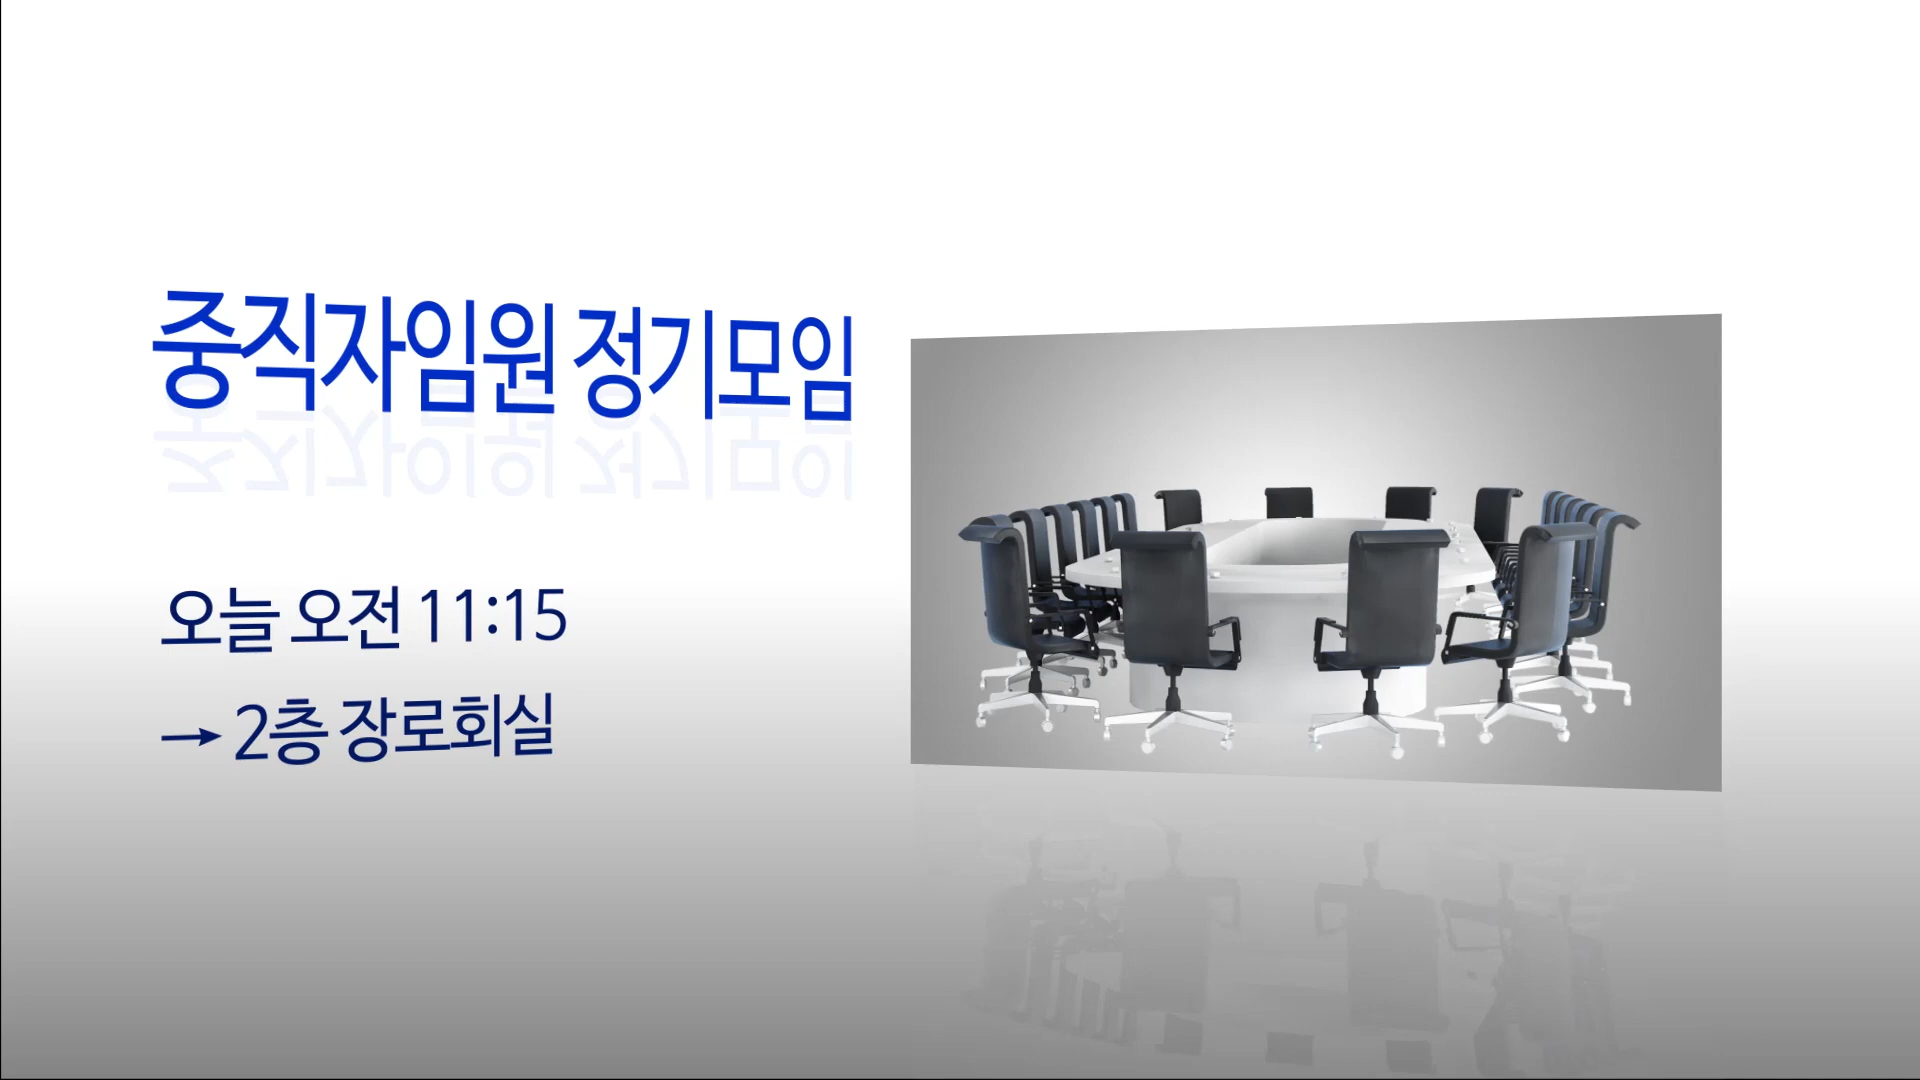 중직자임원 정기모임
오늘 오전 11:15
→ 2층 장로회실